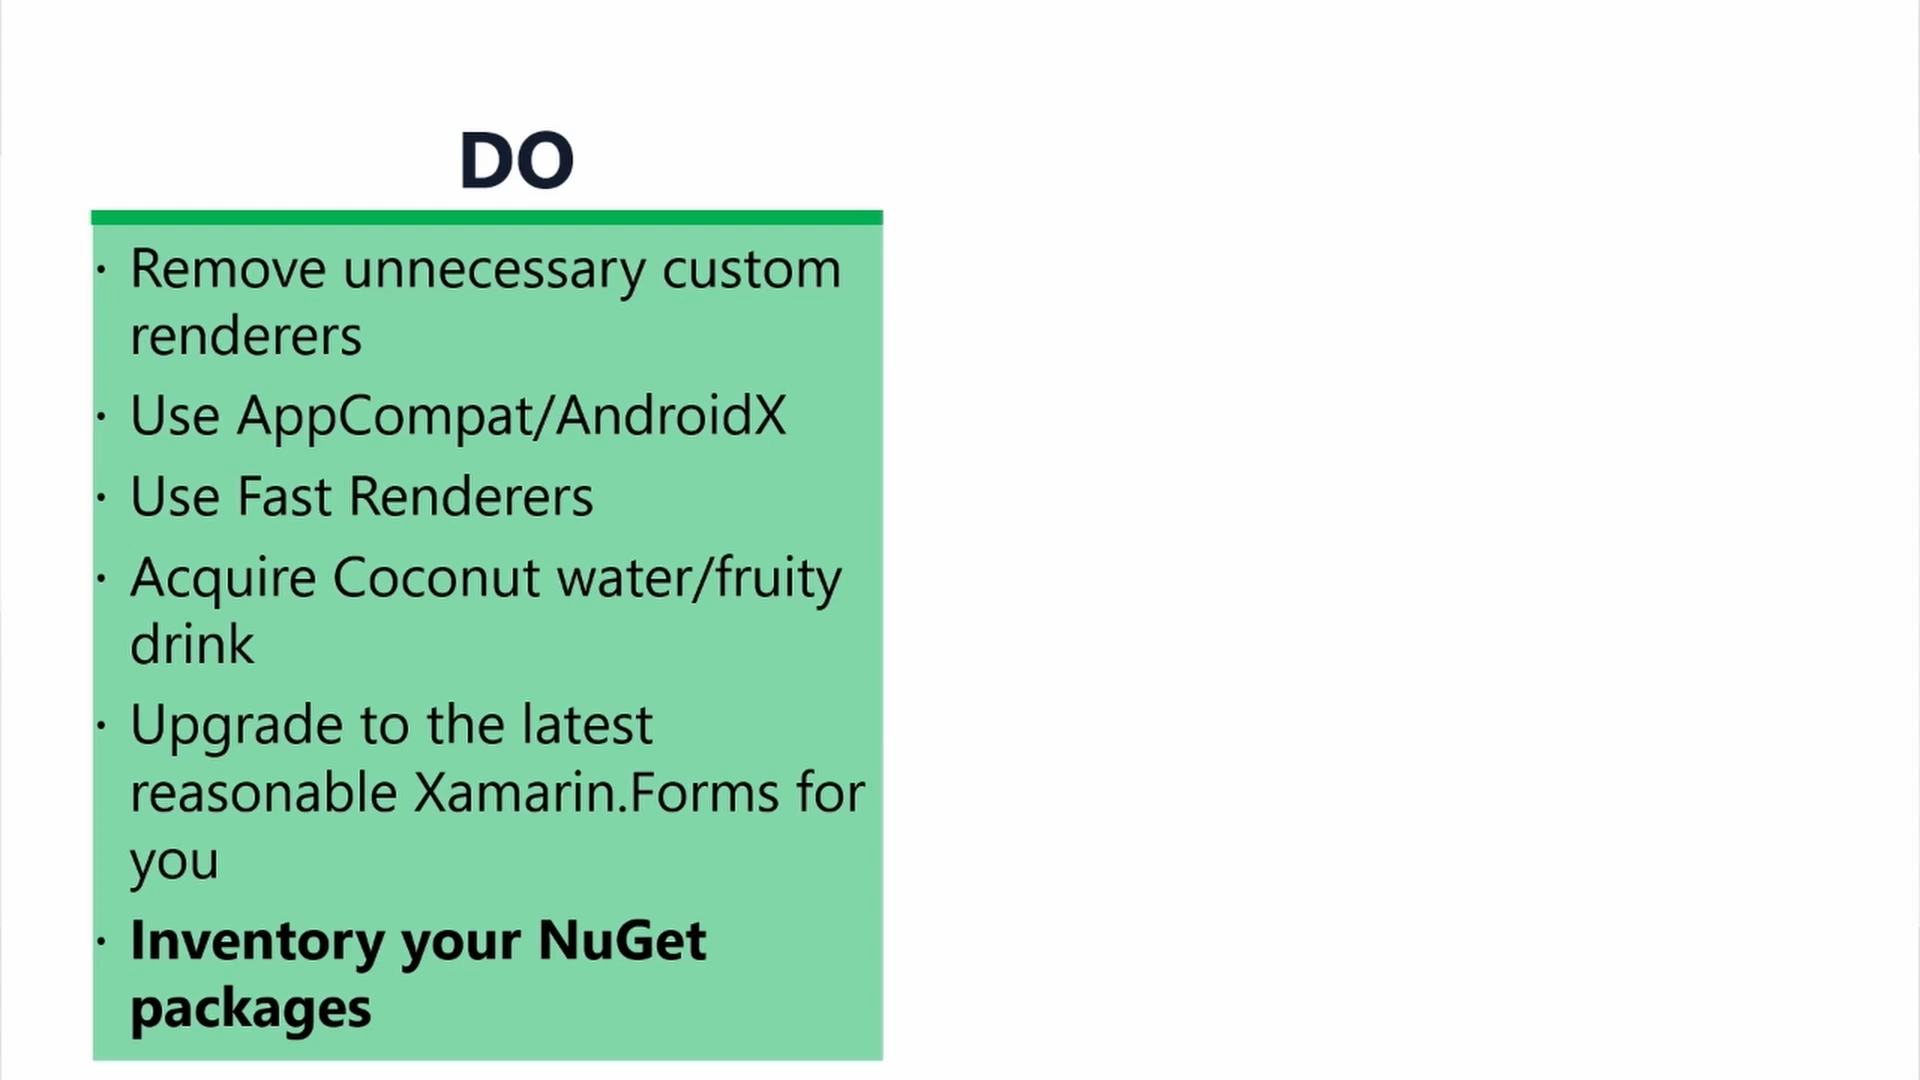 DO
· Remove unnecessary custom
renderers
· Use AppCompat/AndroidX
· Use Fast Renderers
· Acquire Coconut water/fruity
drink
· Upgrade to the latest
reasonable Xamarin.Forms for
you
· Inventory your NuGet
packages